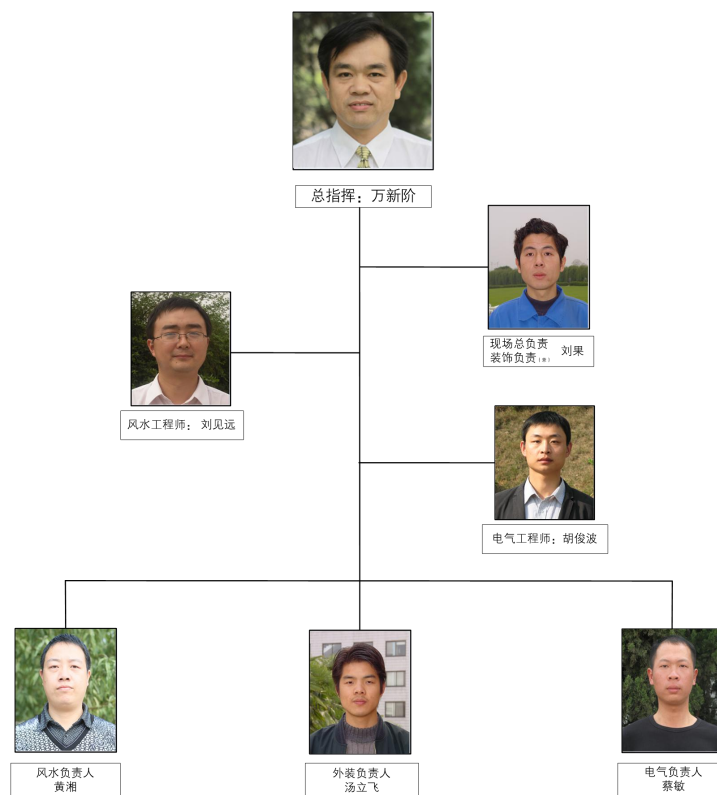 总指挥：万新阶
现场总负责 刘果
装饰负责（兼）
风水工程师： 刘见远
电气工程师：胡俊波
风水负责人
黄湘
外装负责人
汤立飞
电气负责人
蔡敏